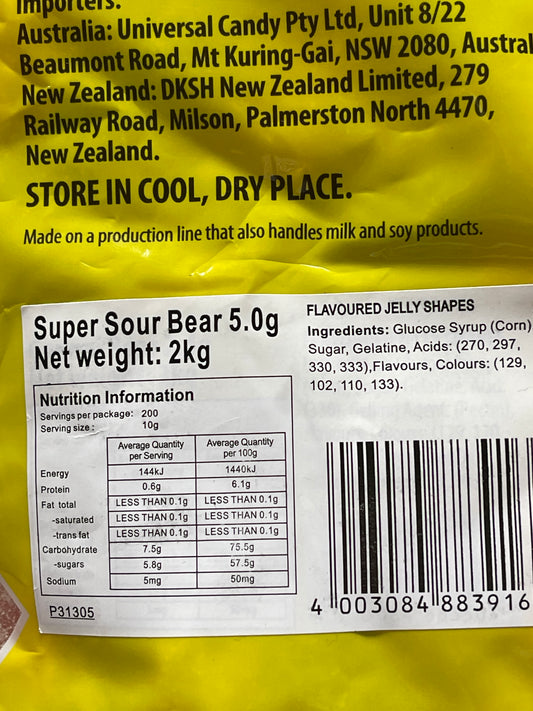 Importers:
Australia: Universal Candy Pty Ltd, Unit 8/22
Beaumont Road, Mt Kuring-Gai, NSW 2080, Austral
New Zealand: DKSH New Zealand Limited, 279
Railway Road, Milson, Palmerston North 4470,
New Zealand.
STORE IN COOL, DRY PLACE.
Made on a production line that also handles milk and soy products.
Super Sour Bear 5.0g
Net weight: 2kg
Nutrition Information
Servings per package: 200
Serving size: 10g
Average Quantity per Serving Average Quantity per 100g
Energy 144kJ 1440kJ
Protein 0.6g 6.1g
Fat total LESS THAN 0.1g LESS THAN 0.1g
-saturated LESS THAN 0.1g LESS THAN 0.1g
-trans fat LESS THAN 0.1g LESS THAN 0.1g
Carbohydrate 7.5g 75.5g
-sugars 5.8g 57.5g
Sodium 5mg 50mg
P31305
FLAVOURED JELLY SHAPES
Ingredients: Glucose Syrup (Corn)
Sugar, Gelatine, Acids: (270, 297,
330, 333),Flavours, Colours: (129,
102, 110, 133).
4 003084 883916